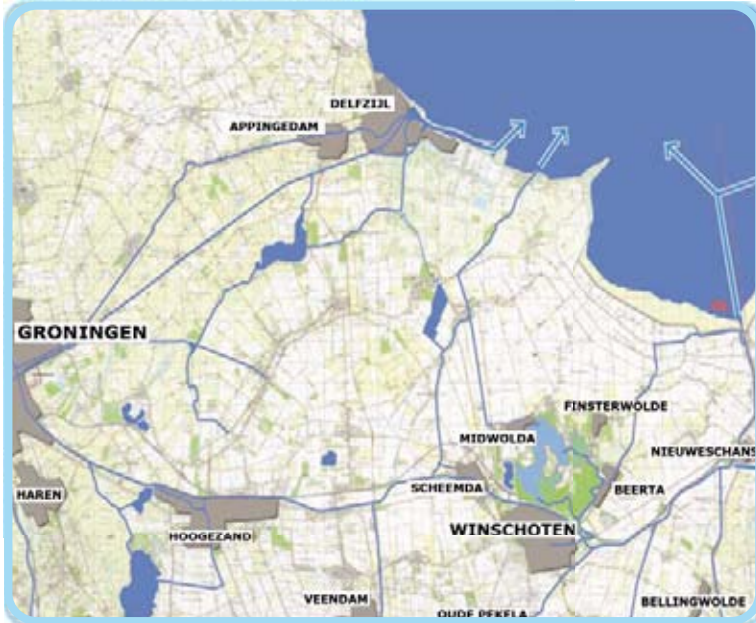 DELFZIJL
APPINGEDAM
GRONINGEN
FINSTERWOLDE
MIDWOLDA
NIEUWESCHANS
SCHEEMDA
BEERTA
HAREN
WINSCHOTEN
HOOGEZAND
VEENDAM
BELLINGWOLDE
OUDE PEKELA